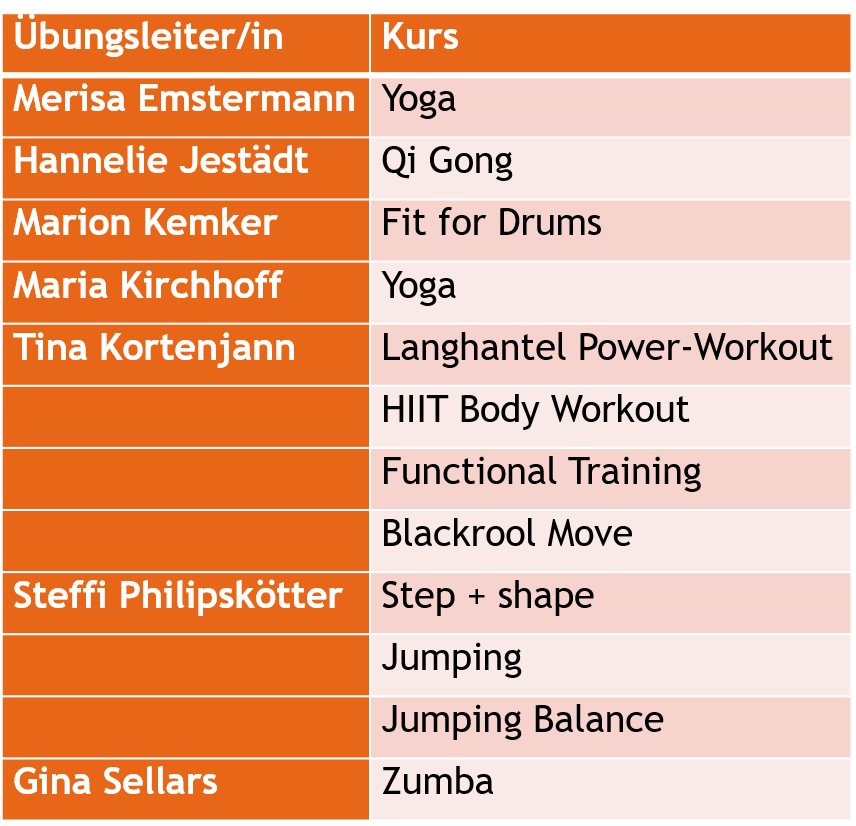 Übungsleiter/in Kurs
Merisa Emstermann Yoga
Hannelie Jestädt Qi Gong
Marion Kemker Fit for Drums
Maria Kirchhoff Yoga
Tina Kortenjann Langhantel Power-Workout
HIIT Body Workout
Functional Training
Blackrool Move
Steffi Philipskötter Step + shape
Jumping
Jumping Balance
Gina Sellars Zumba